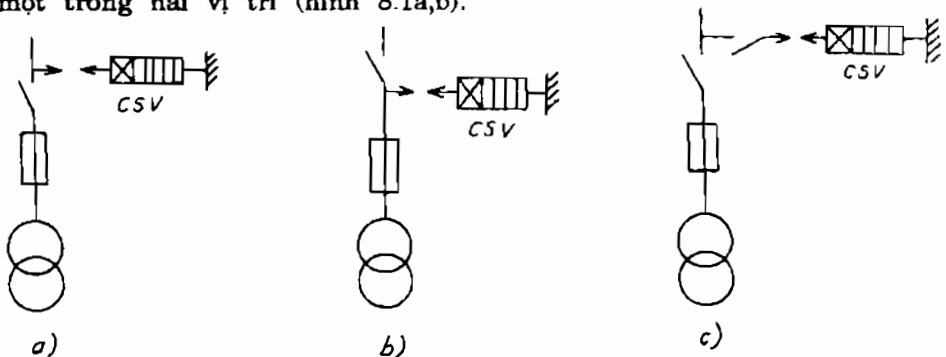 một trong hai vị trí (hình 8.1a,b).
CSV
CSV
CSV
a)
b)
c)